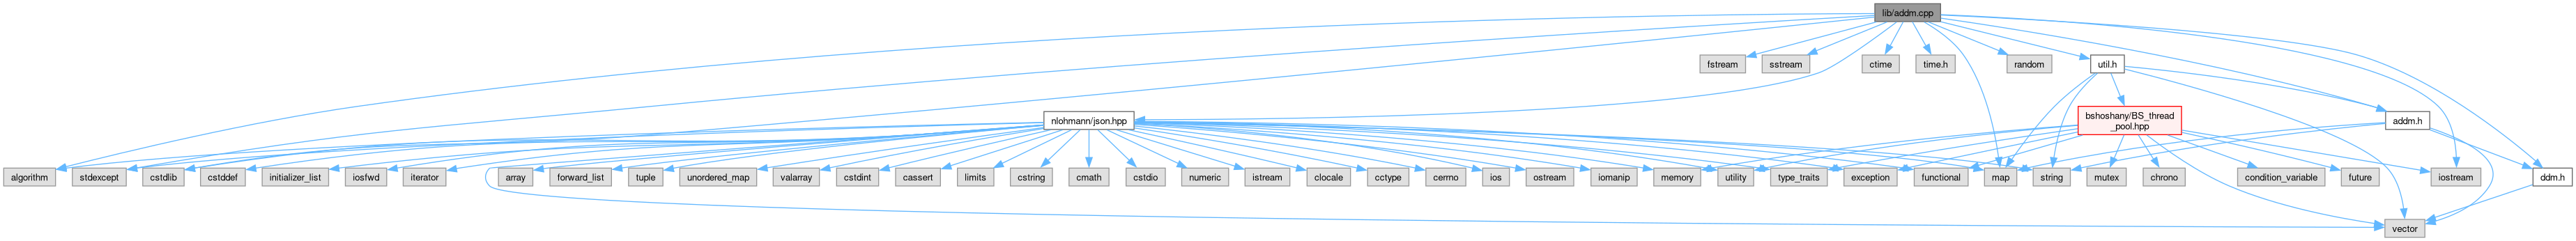 lib/addm.cpp
fstream
sstream
ctime
time.h
random
util.h
nlohmann/json.hpp
bshoshany/BS_thread
_pool.hpp
addm.h
algorithm
stdexcept
cstdlib
cstddef
initializer_list
iosfwd
iterator
array
forward_list
tuple
unordered_map
valarray
cstdint
cassert
limits
cstring
cmath
cstdio
numeric
istream
clocale
cctype
cerrno
ios
ostream
iomanip
memory
utility
type_traits
exception
functional
map
string
mutex
chrono
condition_variable
future
iostream
ddm.h
vector